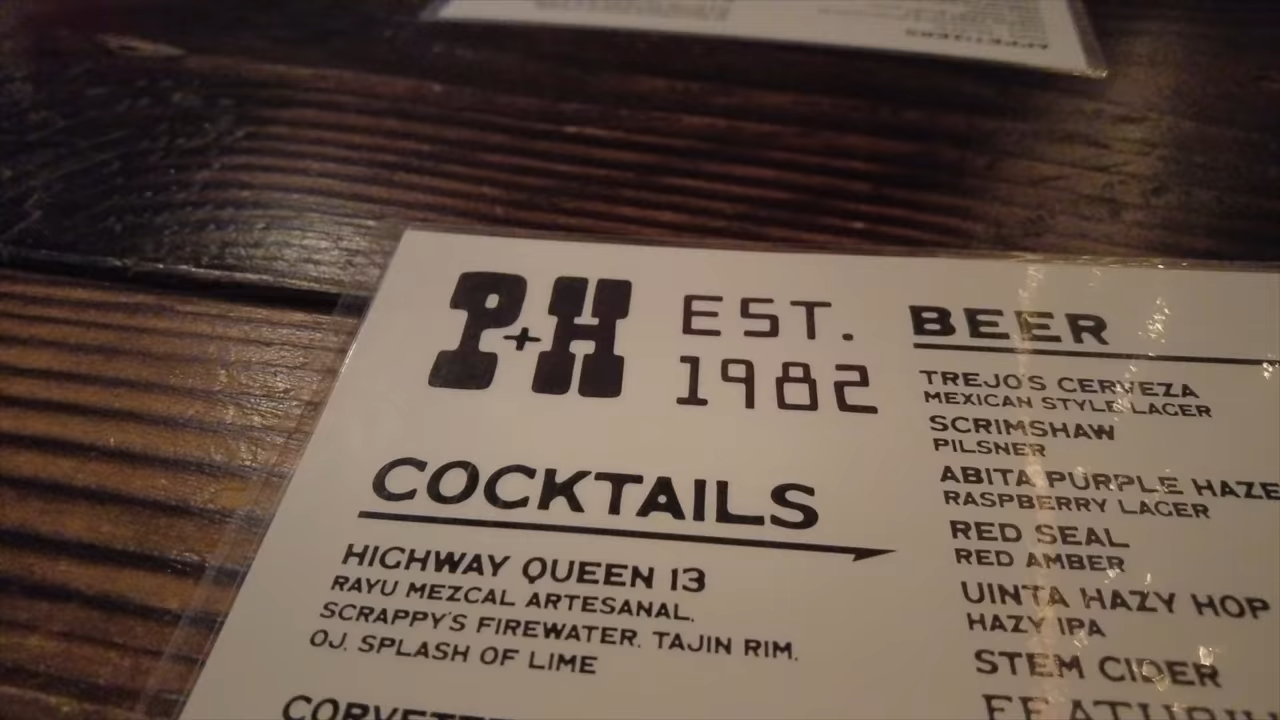 APPETIZERS
P+H
EST.
1982
COCKTAILS
HIGHWAY QUEEN 13
RAYU MEZCAL ARTESANAL,
SCRAPPY'S FIREWATER, TAJIN RIM,
OJ, SPLASH OF LIME
BEER
TREJO'S CERVEZA
MEXICAN STYLE LAGER
SCRIMSHAW
PILSNER
ABITA PURPLE HAZE
RASPBERRY LAGER
RED SEAL
RED AMBER
UINTA HAZY HOP
HAZY IPA
STEM CIDER